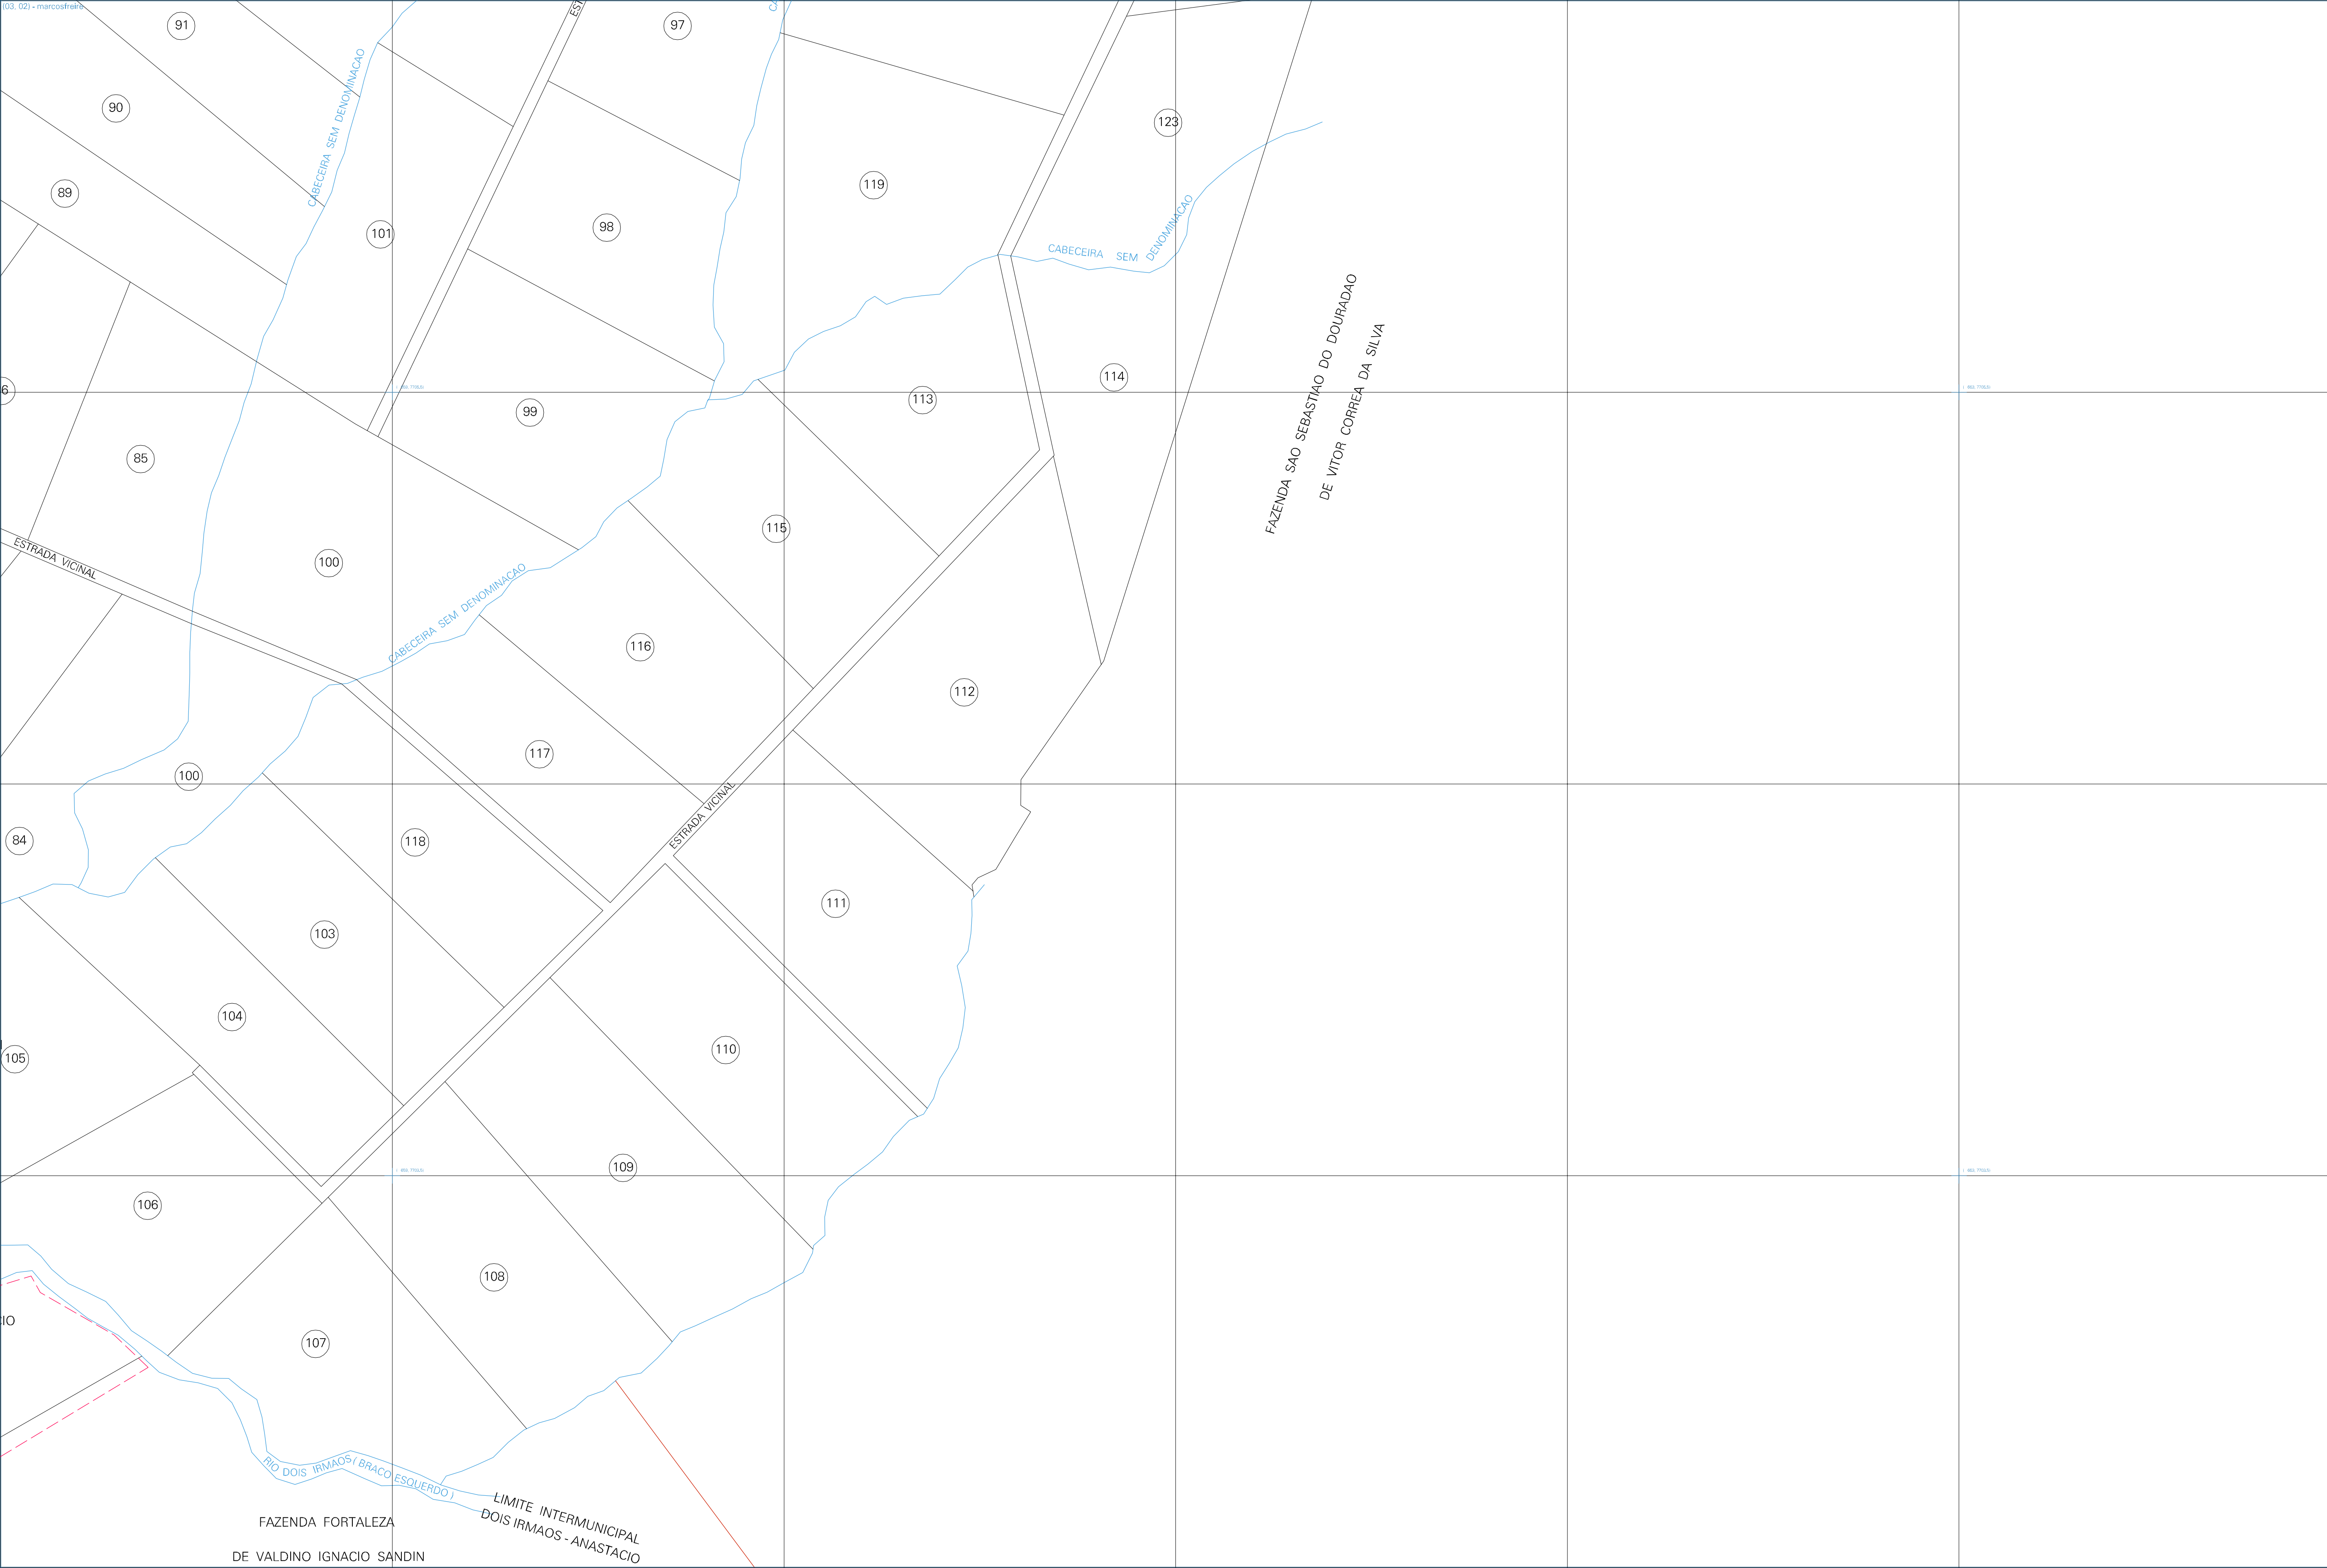 (03, 02) - marcosfreire
91
97
90
CABECEIRA SEM DENOMINACAO
123
119
89
98
101
CABECEIRA SEM DENOMINACAO
FAZENDA SAO SEBASTIAO DO DOURADAO
DE VITOR CORREA DA SILVA
114
6
99
113
85
115
ESTRADA VICINAL
100
CABECEIRA SEM DENOMINACAO
116
112
117
100
ESTRADA VICINAL
84
118
111
103
104
105
110
109
106
108
IO
107
RIO DOIS IRMAOS ( BRACO ESQUERDO )
LIMITE INTERMUNICIPAL
DOIS IRMAOS - ANASTACIO
FAZENDA FORTALEZA
DE VALDINO IGNACIO SANDIN